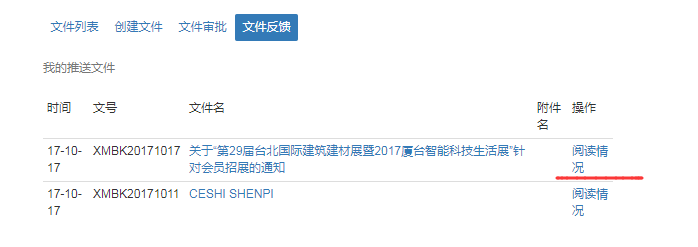 文件列表 创建文件 文件审批 文件反馈
我的推送文件
时间 文号 文件名 附件名 操作
17-10-17 XMBK20171017 关于“第29届台北国际建筑建材展暨2017厦台智能科技生活展”针对会员招展的通知 阅读情况
17-10-17 XMBK20171011 CESHI SHENPI 阅读情况